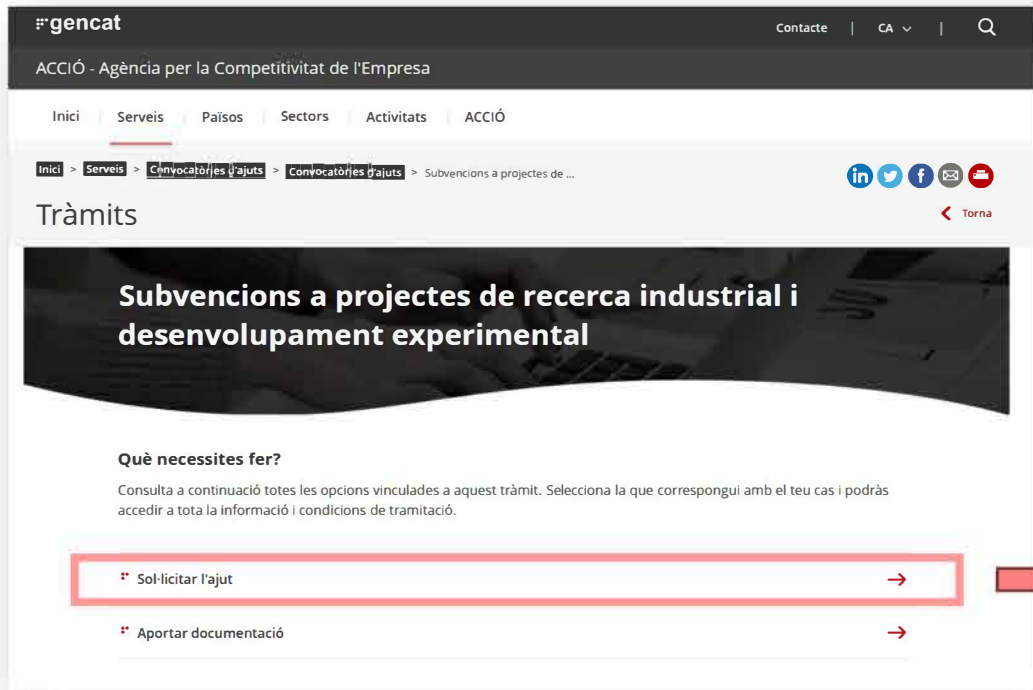 gencat
Contacte | CA | 
ACCIÓ - Agència per la Competitivitat de l'Empresa
Inici Serveis Països Sectors Activitats ACCIÓ
Inici > Serveis > Convocatòries d'ajuts > Convocatòries d'ajuts > Subvencions a projectes de ...
Tràmits
Torna
Subvencions a projectes de recerca industrial i
desenvolupament experimental
Què necessites fer?
Consulta a continuació totes les opcions vinculades a aquest tràmit. Selecciona la que correspongui amb el teu cas i podràs
accedir a tota la informació i condicions de tramitació.
Sol·licitar l'ajut
Aportar documentació